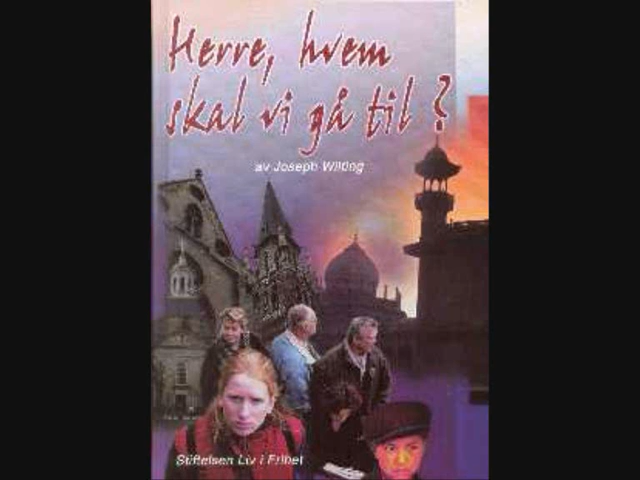 Herre, hvem
skal vi gå til ?
av Joseph Wilting
Stiftelsen Liv i Frihet